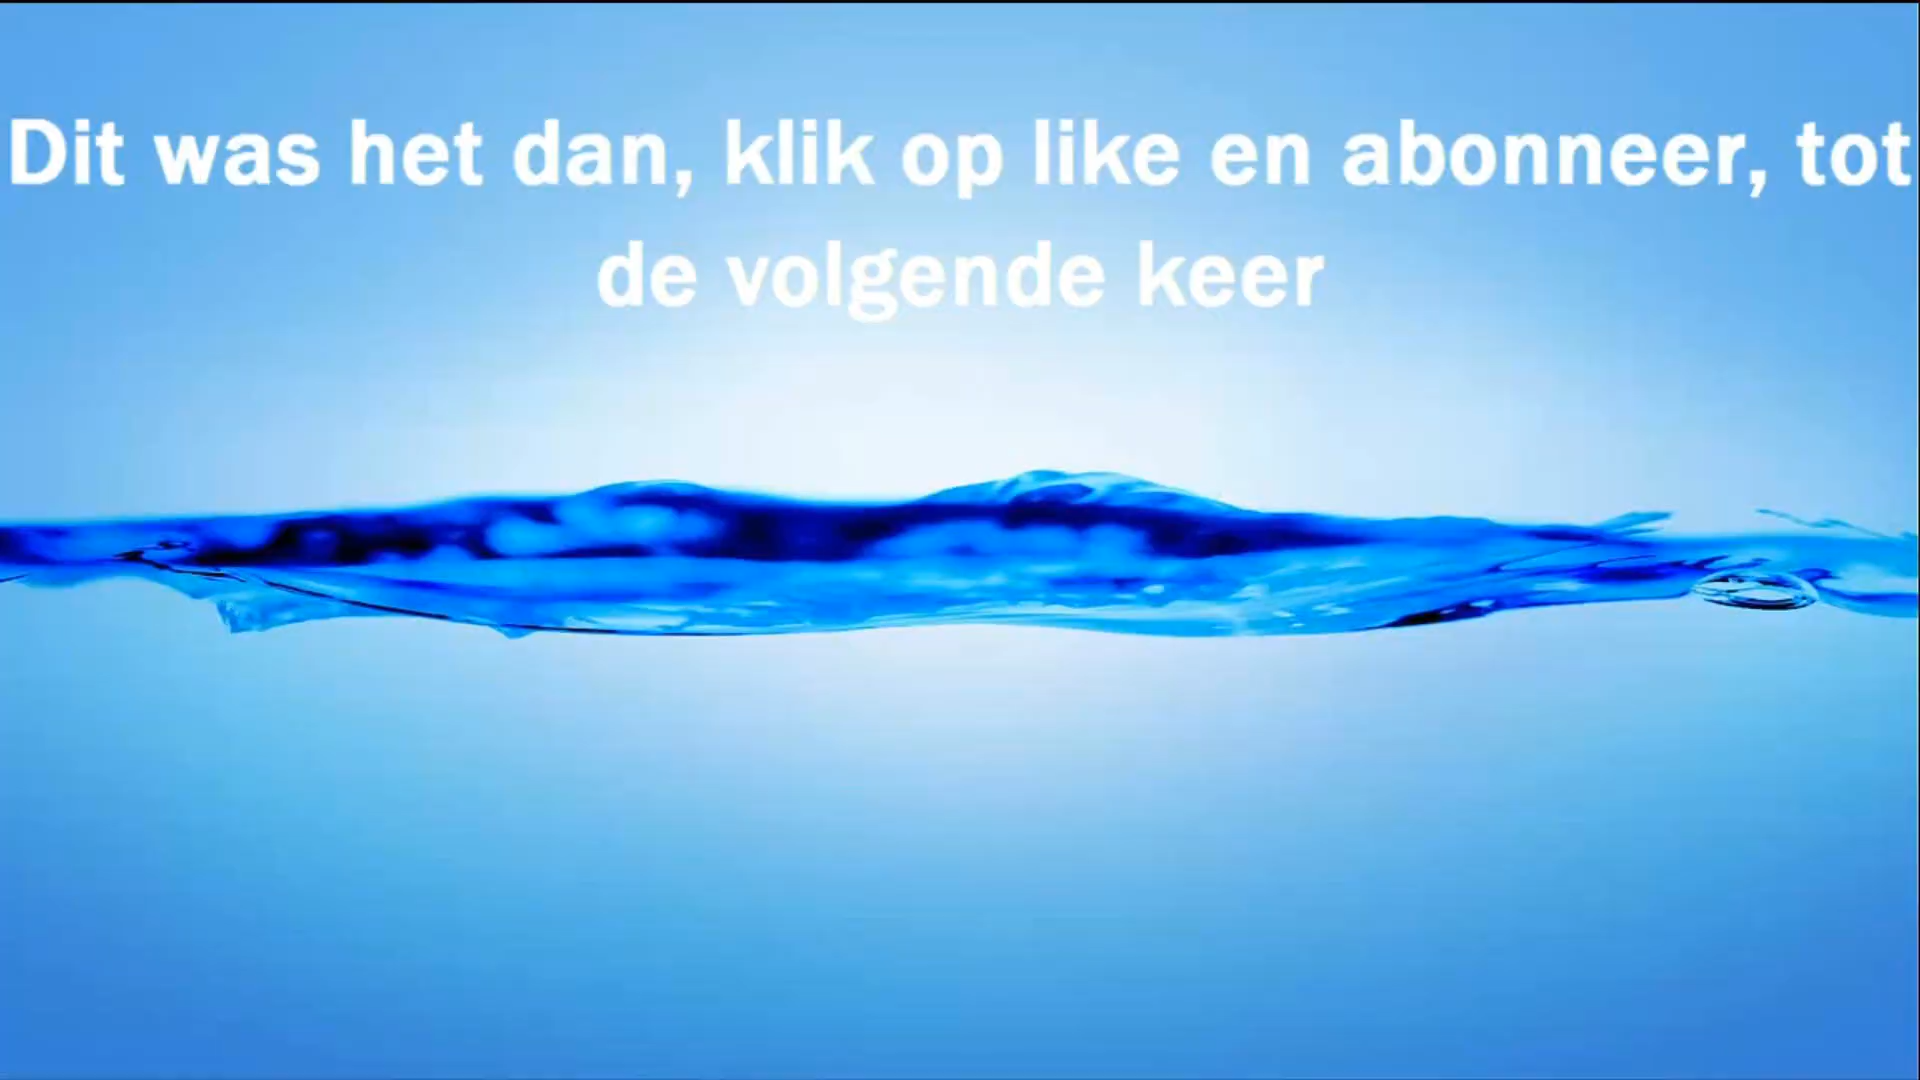 Dit was het dan, klik op like en abonneer, tot
de volgende keer